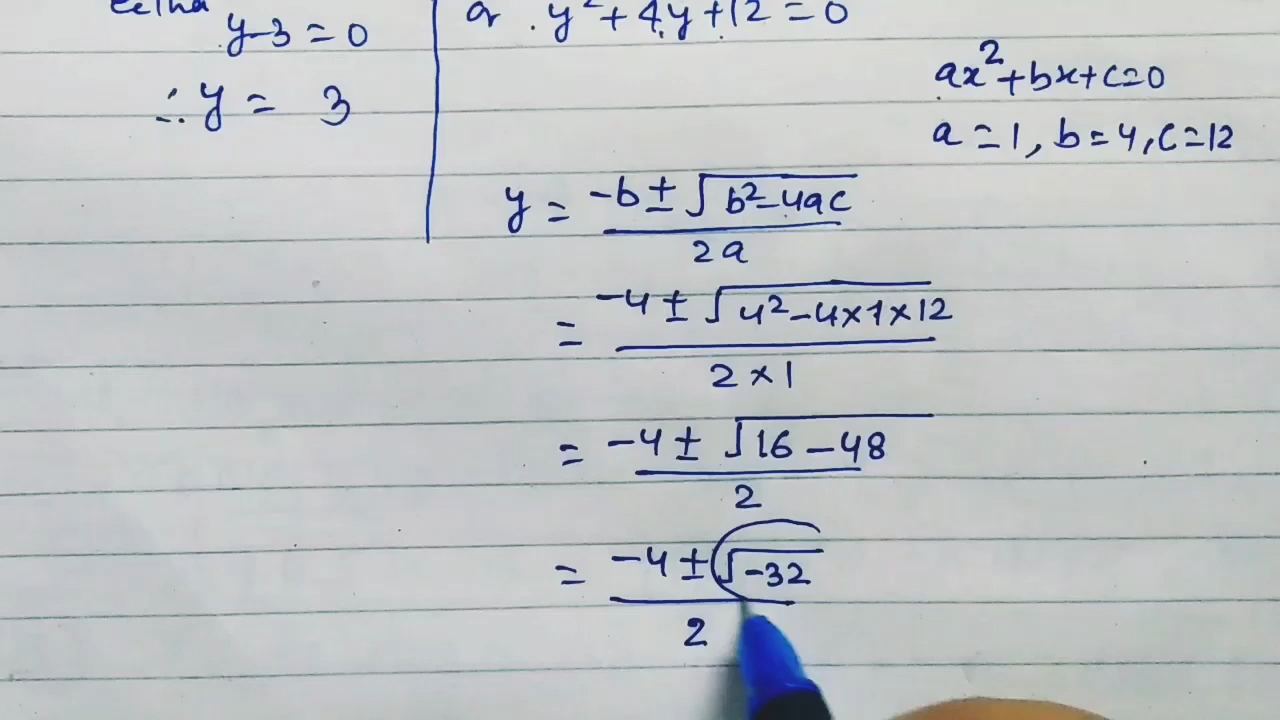 y-3=0
∴ y = 3
or y²+4y+12=0
ax²+bx+c=0
a=1, b=4, c=12
y = (-b±√(b²-4ac))/(2a)
= (-4±√(4²-4×1×12))/(2×1)
= (-4±√(16-48))/2
= (-4±√(-32))/2